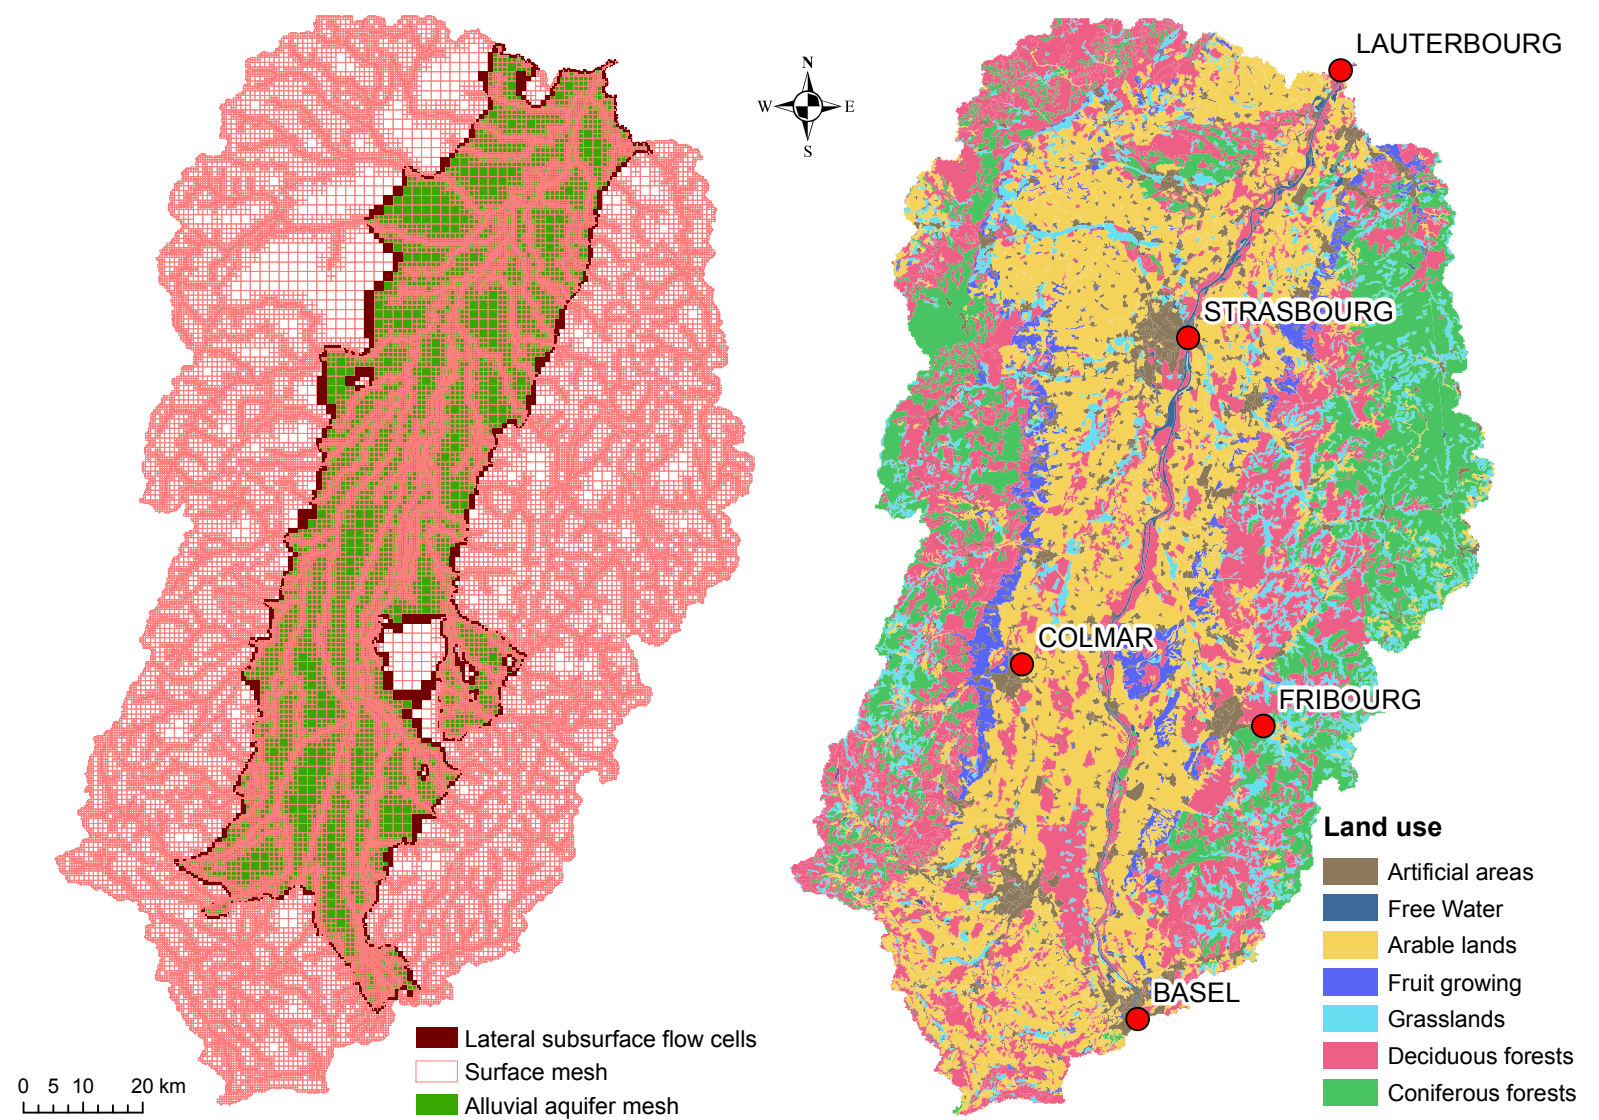 N
W E
S
LAUTERBOURG
STRASBOURG
COLMAR
FRIBOURG
BASEL
Lateral subsurface flow cells
Surface mesh
Alluvial aquifer mesh
0 5 10 20 km
Land use
Artificial areas
Free Water
Arable lands
Fruit growing
Grasslands
Deciduous forests
Coniferous forests